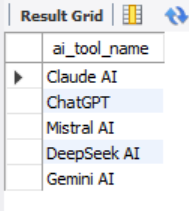 Result Grid
ai_tool_name
Claude AI
ChatGPT
Mistral AI
DeepSeek AI
Gemini AI